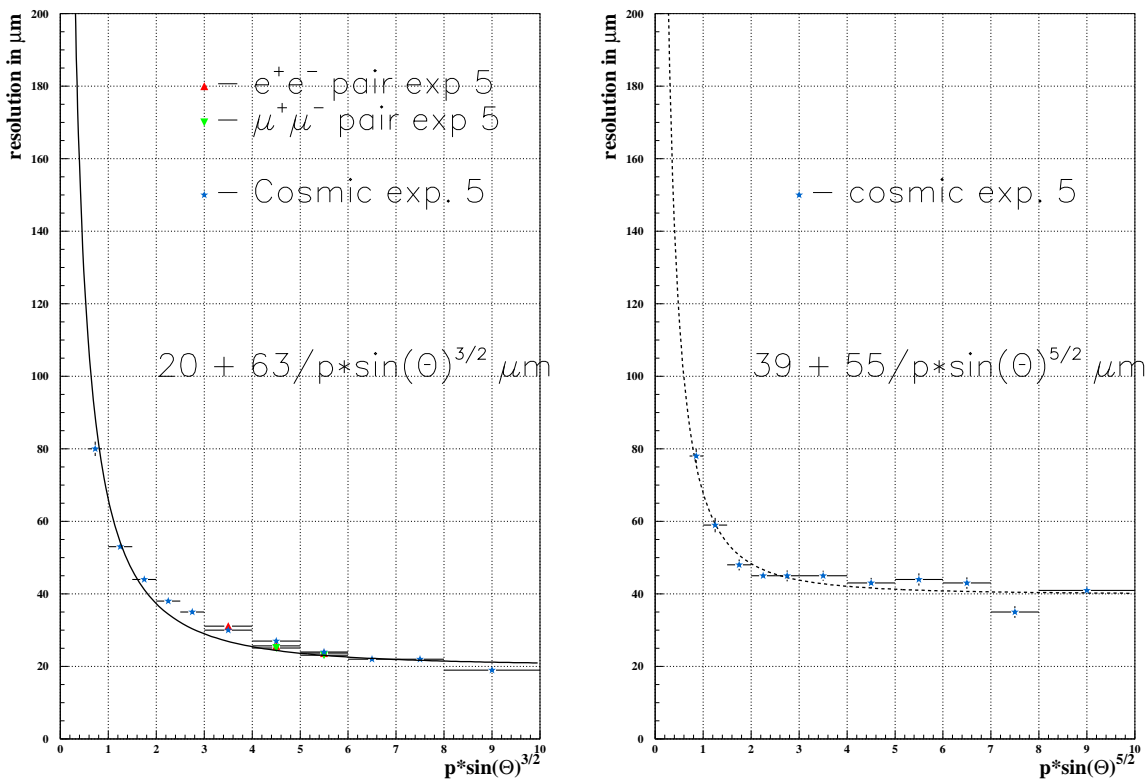 resolution in μm
200
180
160
140
120
100
80
60
40
20
0
— e⁺e⁻ pair exp 5
— μ⁺μ⁻ pair exp 5
— Cosmic exp. 5
20 + 63/p*sin(Θ)^3/2 μm
0 1 2 3 4 5 6 7 8 9 10
p*sin(Θ)^3/2
resolution in μm
200
180
160
140
120
100
80
60
40
20
0
— cosmic exp. 5
39 + 55/p*sin(Θ)^5/2 μm
0 1 2 3 4 5 6 7 8 9 10
p*sin(Θ)^5/2